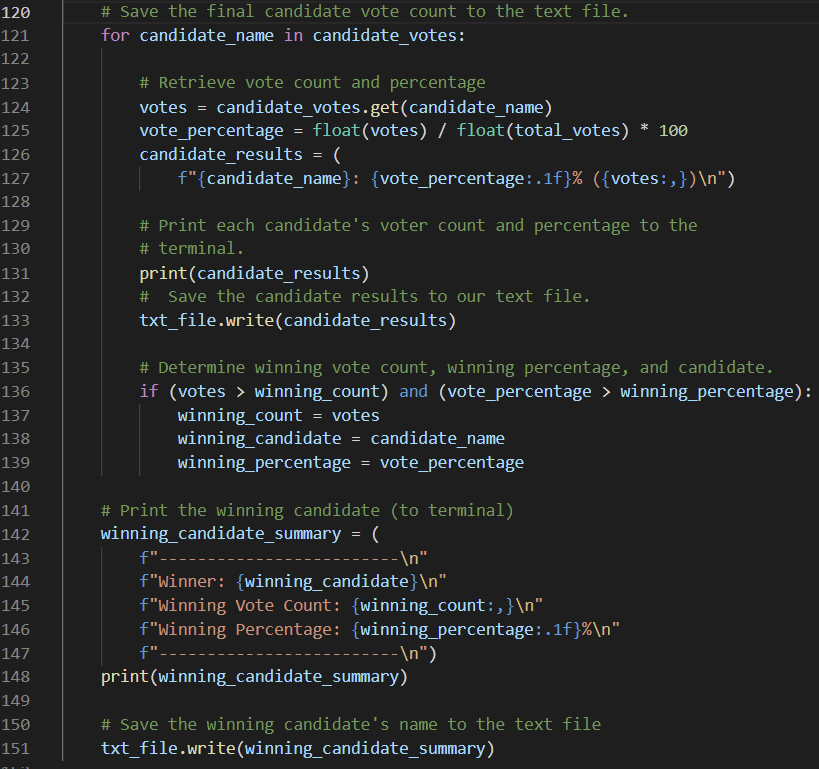 120 # Save the final candidate vote count to the text file.
121 for candidate_name in candidate_votes:
122
123 # Retrieve vote count and percentage
124 votes = candidate_votes.get(candidate_name)
125 vote_percentage = float(votes) / float(total_votes) * 100
126 candidate_results = (
127 f"{candidate_name}: {vote_percentage:.1f}% ({votes:,})\n")
128
129 # Print each candidate's voter count and percentage to the
130 # terminal.
131 print(candidate_results)
132 #  Save the candidate results to our text file.
133 txt_file.write(candidate_results)
134
135 # Determine winning vote count, winning percentage, and candidate.
136 if (votes > winning_count) and (vote_percentage > winning_percentage):
137 winning_count = votes
138 winning_candidate = candidate_name
139 winning_percentage = vote_percentage
140
141 # Print the winning candidate (to terminal)
142 winning_candidate_summary = (
143 f"-------------------------\n"
144 f"Winner: {winning_candidate}\n"
145 f"Winning Vote Count: {winning_count:,}\n"
146 f"Winning Percentage: {winning_percentage:.1f}%\n"
147 f"-------------------------\n")
148 print(winning_candidate_summary)
149
150 # Save the winning candidate's name to the text file
151 txt_file.write(winning_candidate_summary)